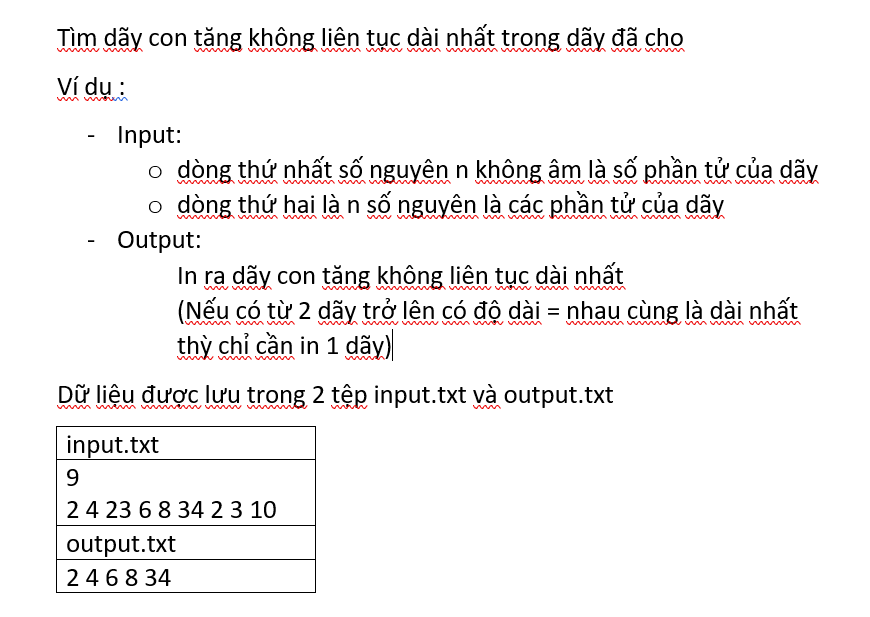 Tìm dãy con tăng không liên tục dài nhất trong dãy đã cho
Ví dụ :
- Input:
o dòng thứ nhất số nguyên n không âm là số phần tử của dãy
o dòng thứ hai là n số nguyên là các phần tử của dãy
- Output:
In ra dãy con tăng không liên tục dài nhất
(Nếu có từ 2 dãy trở lên có độ dài = nhau cùng là dài nhất
thỳ chỉ cần in 1 dãy)
Dữ liệu được lưu trong 2 tệp input.txt và output.txt
input.txt
9
2 4 23 6 8 34 2 3 10
output.txt
2 4 6 8 34